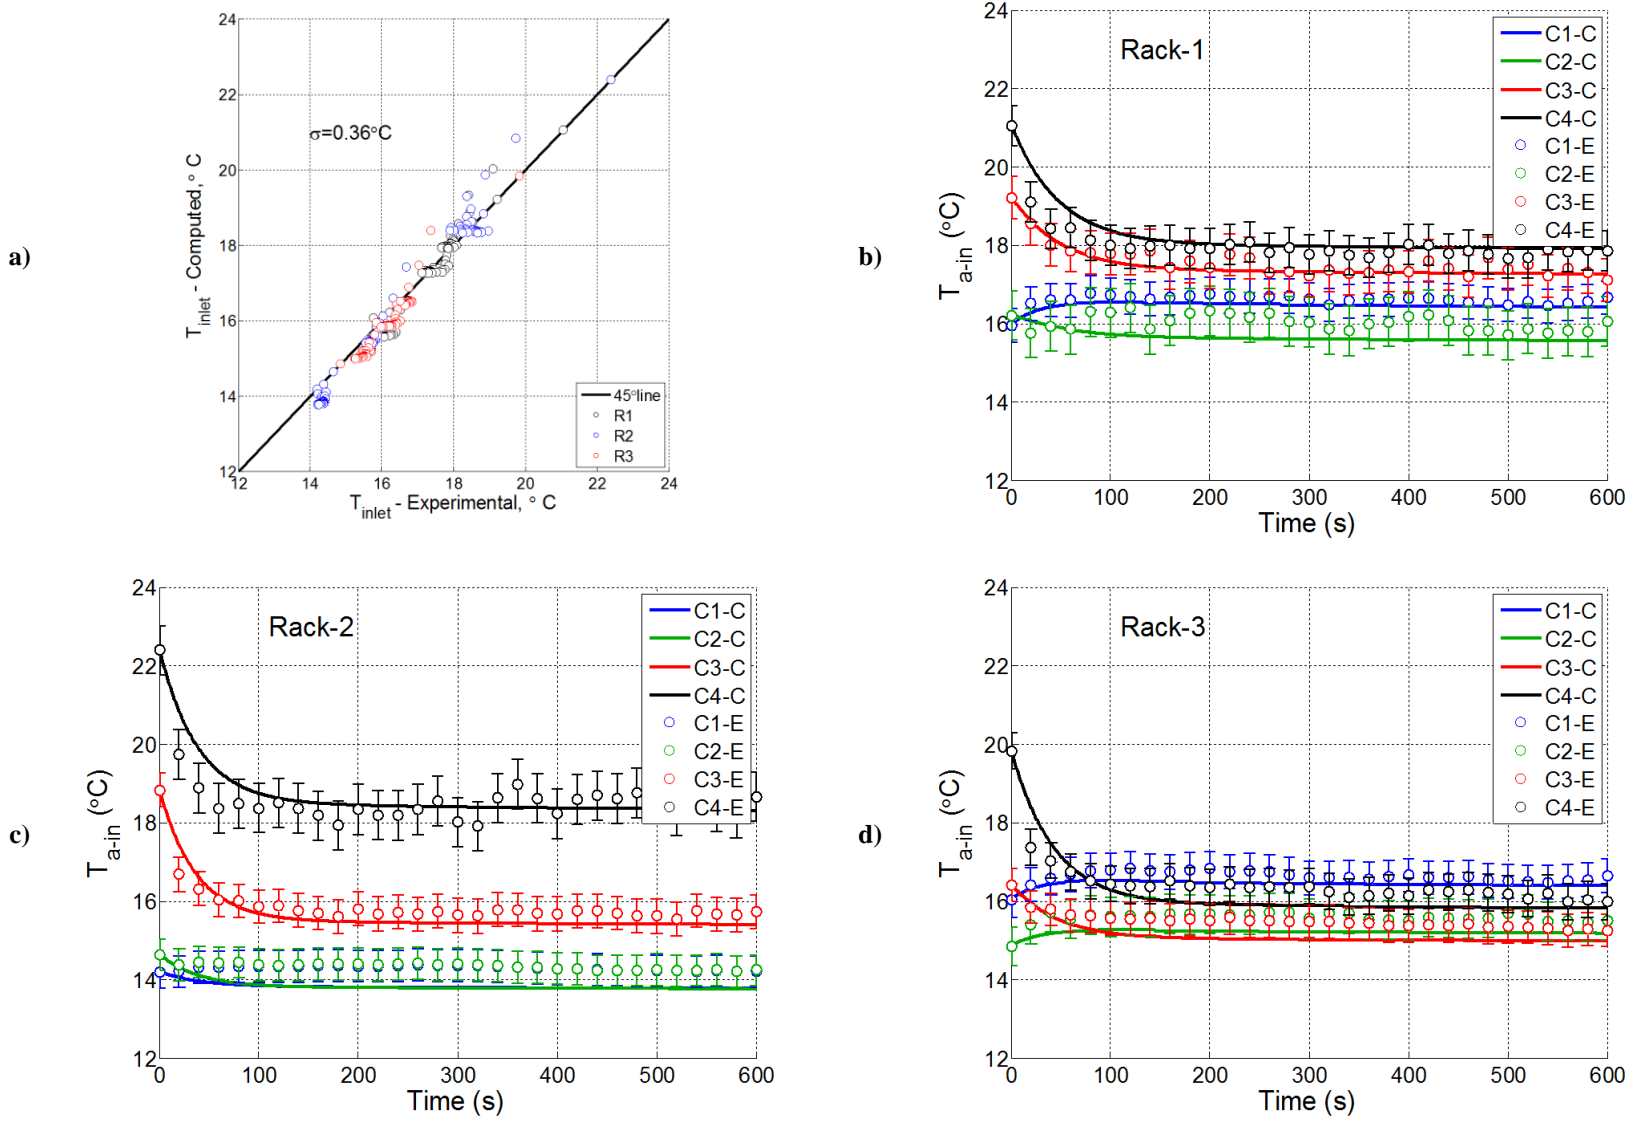 a)
24
22
20
18
16
14
12
12 14 16 18 20 22 24
T inlet - Computed, ° C
T inlet - Experimental, ° C
σ=0.36°C
45°line
R1
R2
R3
b)
Rack-1
24
22
20
18
16
14
12
0 100 200 300 400 500 600
T a-in (°C)
Time (s)
C1-C
C2-C
C3-C
C4-C
C1-E
C2-E
C3-E
C4-E
c)
Rack-2
24
22
20
18
16
14
12
0 100 200 300 400 500 600
T a-in (°C)
Time (s)
C1-C
C2-C
C3-C
C4-C
C1-E
C2-E
C3-E
C4-E
d)
Rack-3
24
22
20
18
16
14
12
0 100 200 300 400 500 600
T a-in (°C)
Time (s)
C1-C
C2-C
C3-C
C4-C
C1-E
C2-E
C3-E
C4-E